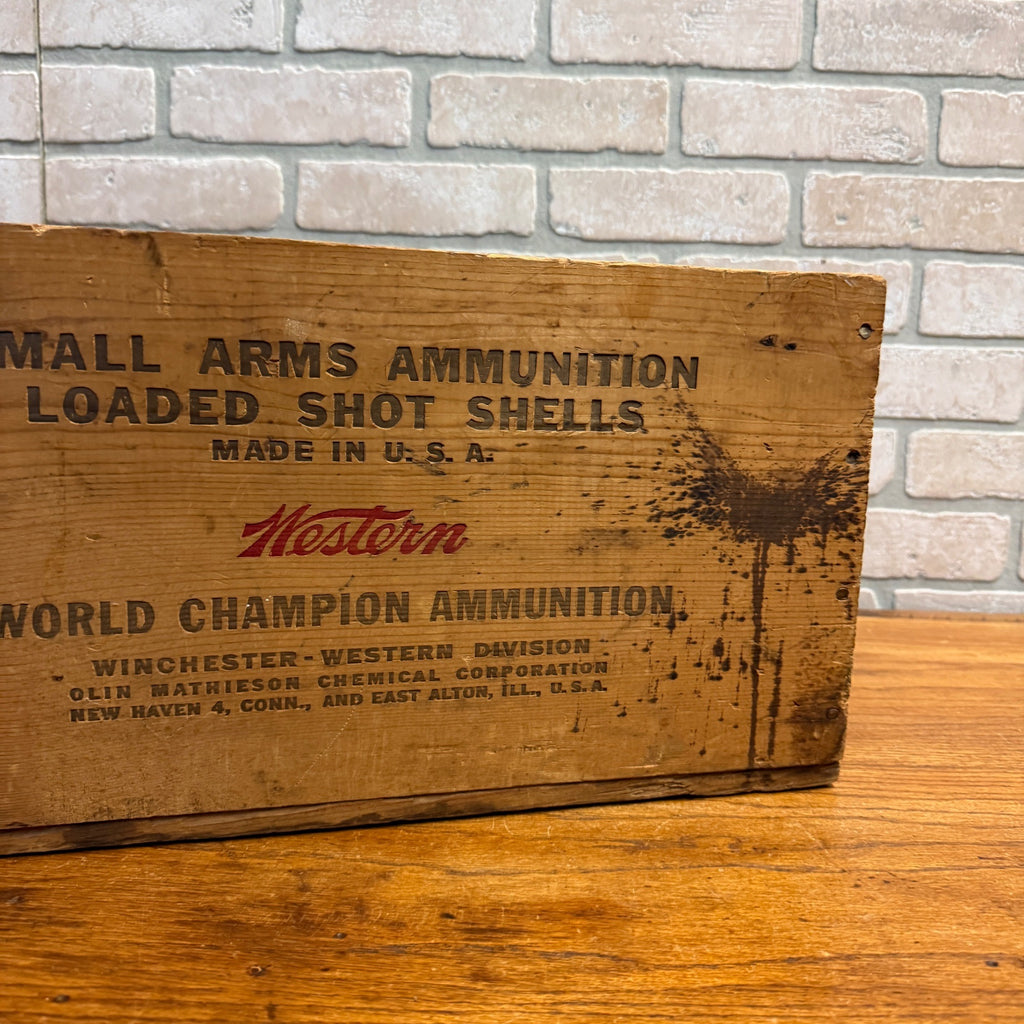 MALL ARMS AMMUNITION
LOADED SHOT SHELLS
MADE IN U. S. A.
Western
WORLD CHAMPION AMMUNITION
WINCHESTER-WESTERN DIVISION
OLIN MATHIESON CHEMICAL CORPORATION
NEW HAVEN 4, CONN., AND EAST ALTON, ILL., U.S.A.